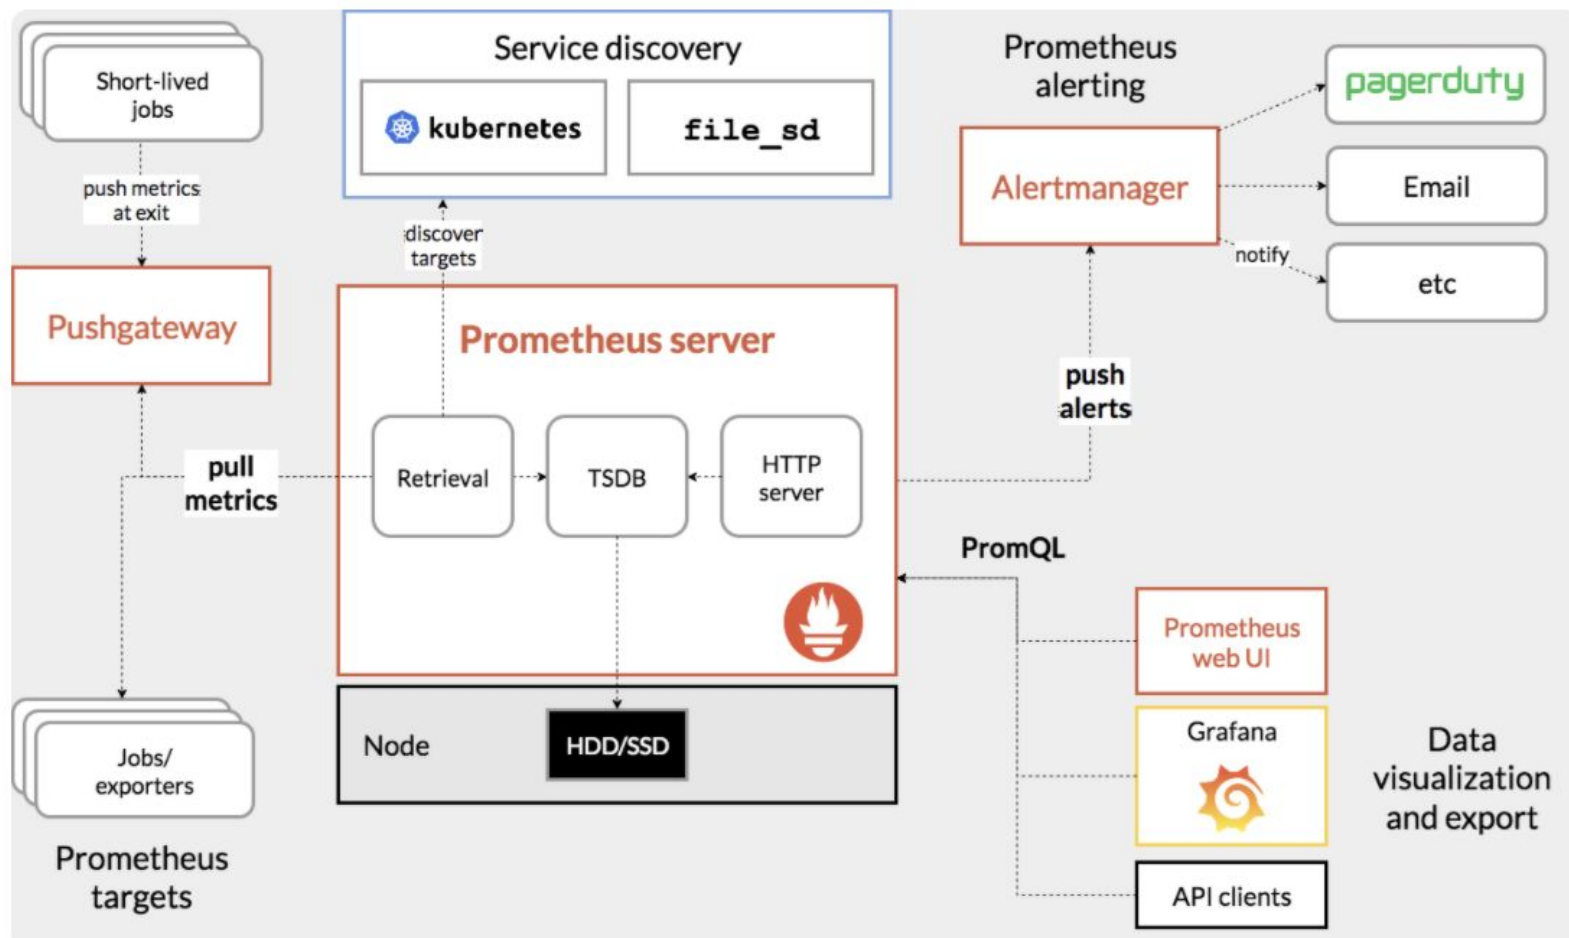 Short-lived
jobs
push metrics
at exit
Pushgateway
pull
metrics
Jobs/
exporters
Prometheus
targets
Service discovery
kubernetes
file_sd
discover
targets
Prometheus server
Retrieval
TSDB
HTTP
server
Node
HDD/SSD
Prometheus
alerting
Alertmanager
pagerduty
Email
notify
etc
push
alerts
PromQL
Prometheus
web UI
Grafana
API clients
Data
visualization
and export